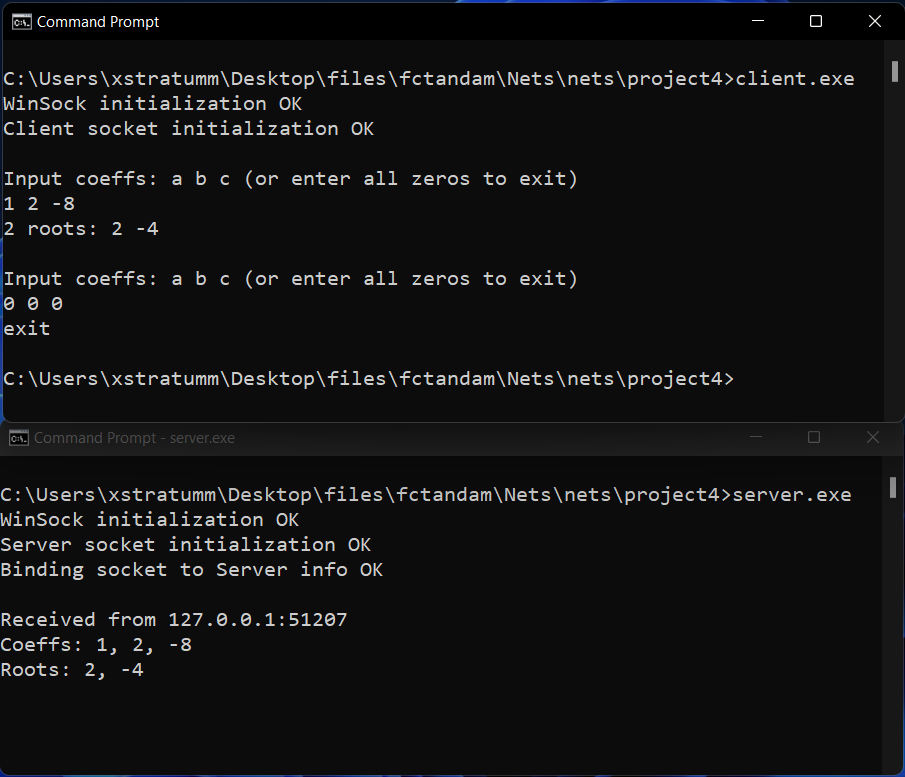 Command Prompt
C:\Users\xstratumm\Desktop\files\fctandam\Nets\nets\project4>client.exe
WinSock initialization OK
Client socket initialization OK
Input coeffs: a b c (or enter all zeros to exit)
1 2 -8
2 roots: 2 -4
Input coeffs: a b c (or enter all zeros to exit)
0 0 0
exit
C:\Users\xstratumm\Desktop\files\fctandam\Nets\nets\project4>
Command Prompt - server.exe
C:\Users\xstratumm\Desktop\files\fctandam\Nets\nets\project4>server.exe
WinSock initialization OK
Server socket initialization OK
Binding socket to Server info OK
Received from 127.0.0.1:51207
Coeffs: 1, 2, -8
Roots: 2, -4